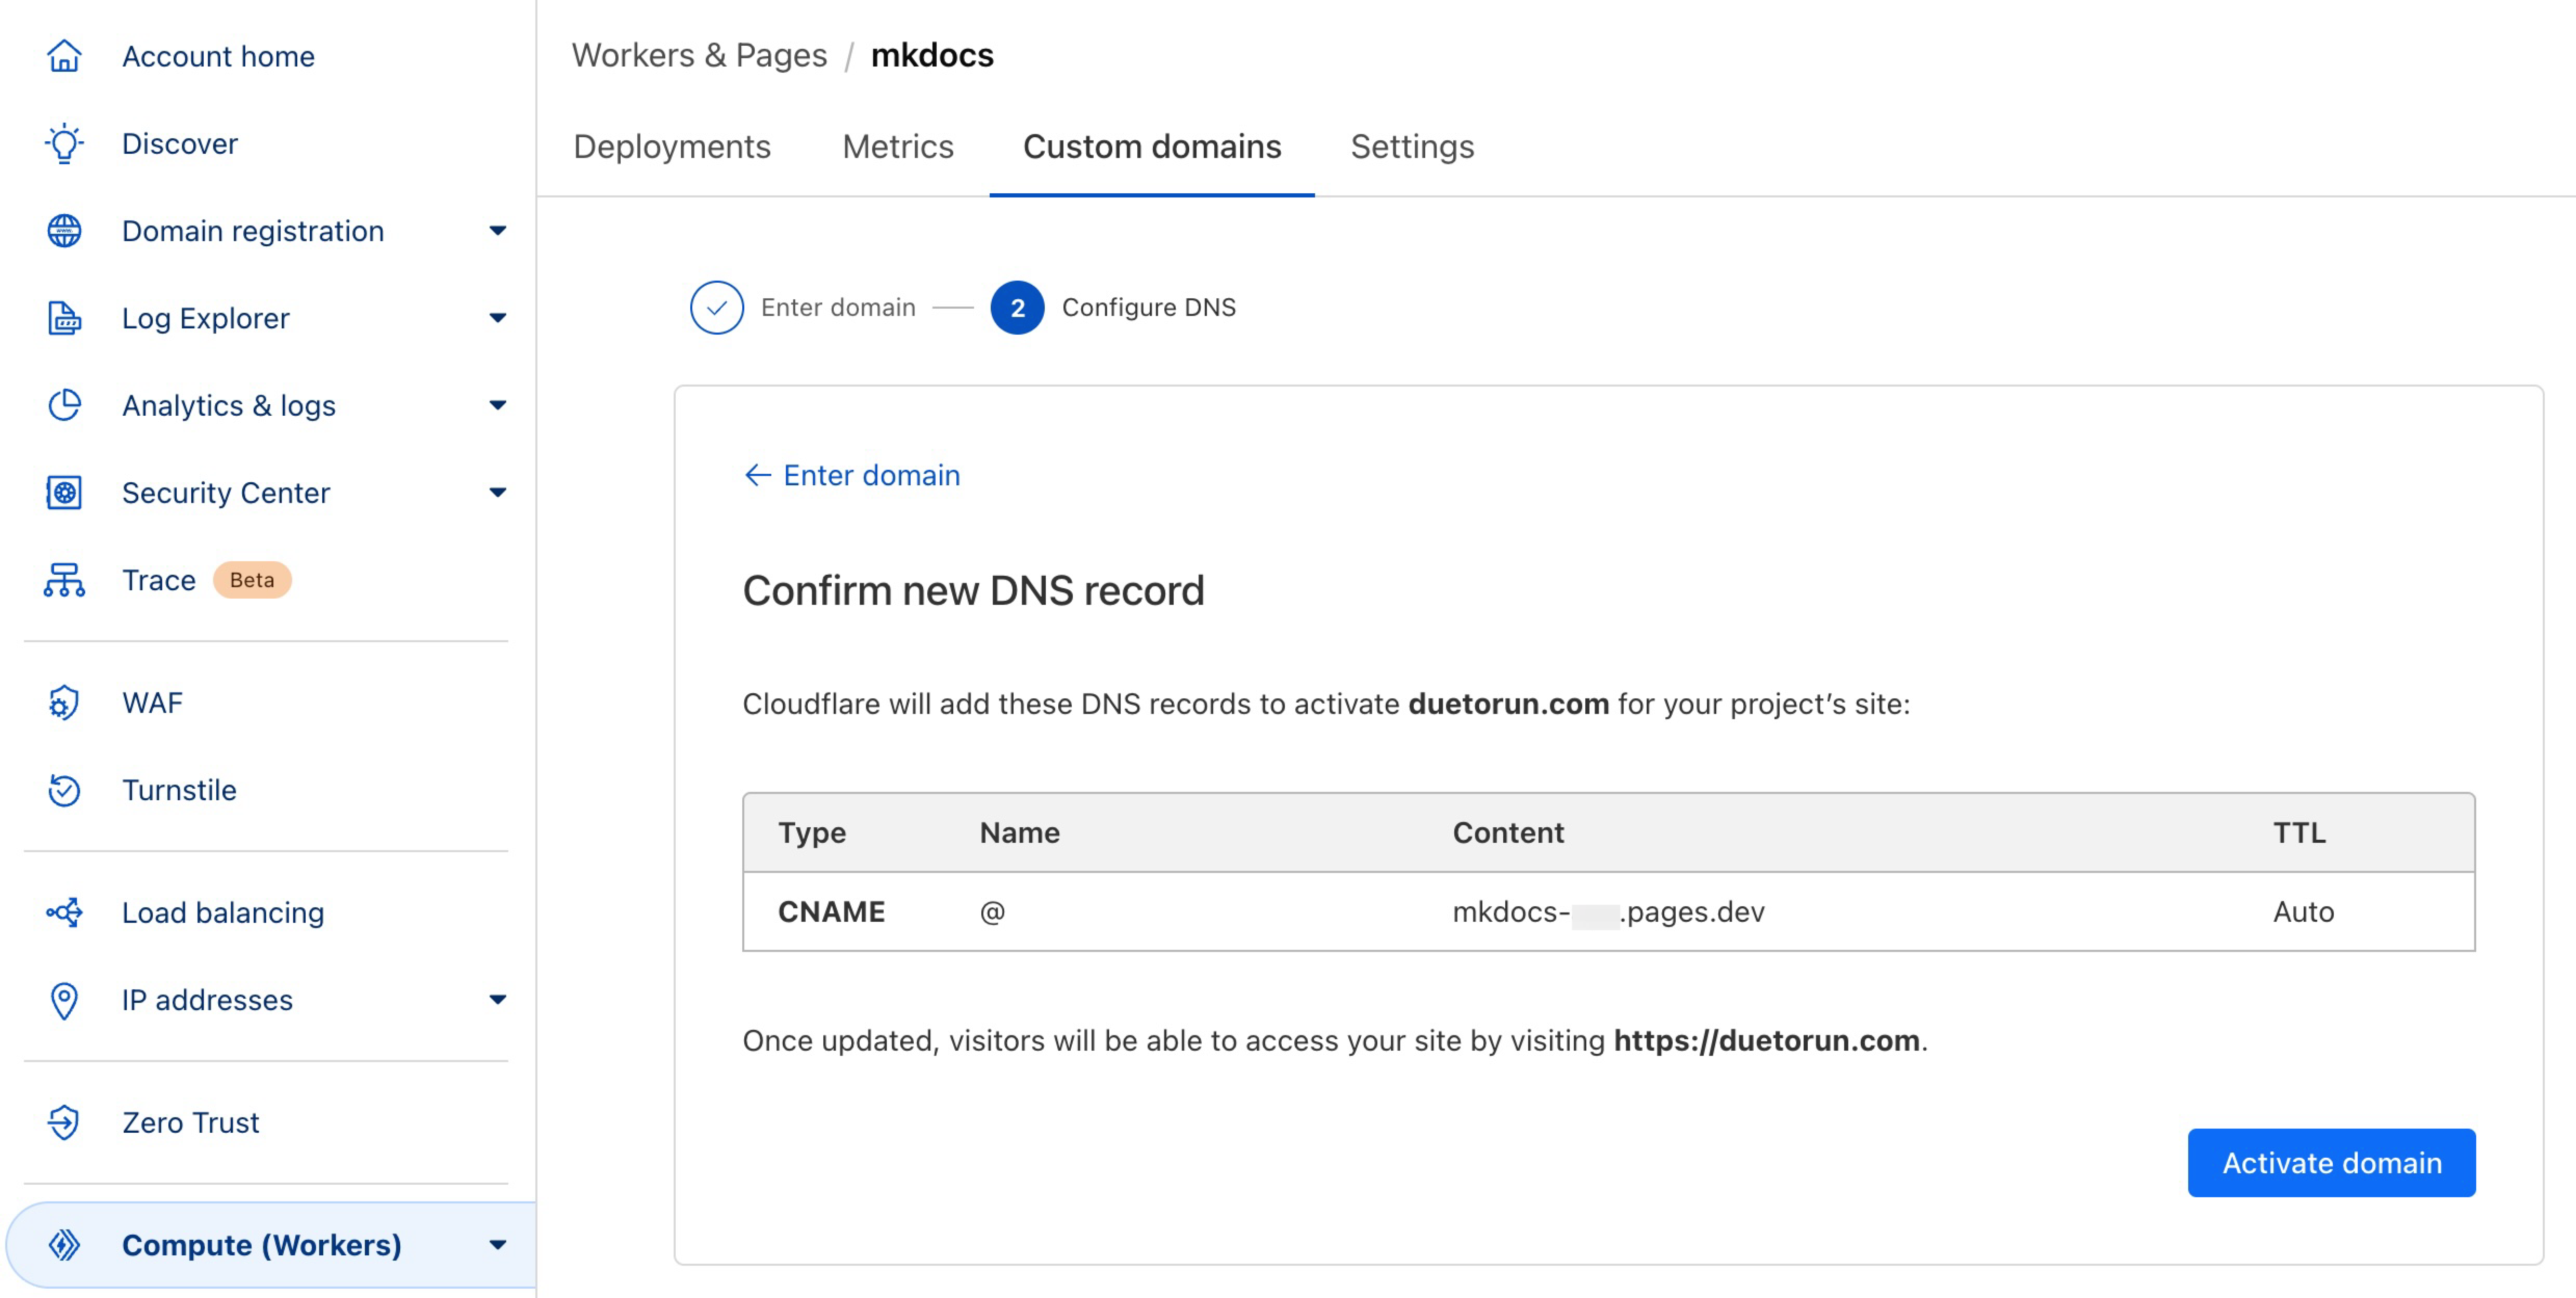 Account home
Discover
Domain registration
Log Explorer
Analytics & logs
Security Center
Trace Beta
WAF
Turnstile
Load balancing
IP addresses
Zero Trust
Compute (Workers)
Workers & Pages / mkdocs
Deployments Metrics Custom domains Settings
Enter domain 2 Configure DNS
← Enter domain
Confirm new DNS record
Cloudflare will add these DNS records to activate duetorun.com for your project’s site:
Type Name Content TTL
CNAME @ mkdocs- .pages.dev Auto
Once updated, visitors will be able to access your site by visiting https://duetorun.com.
Activate domain